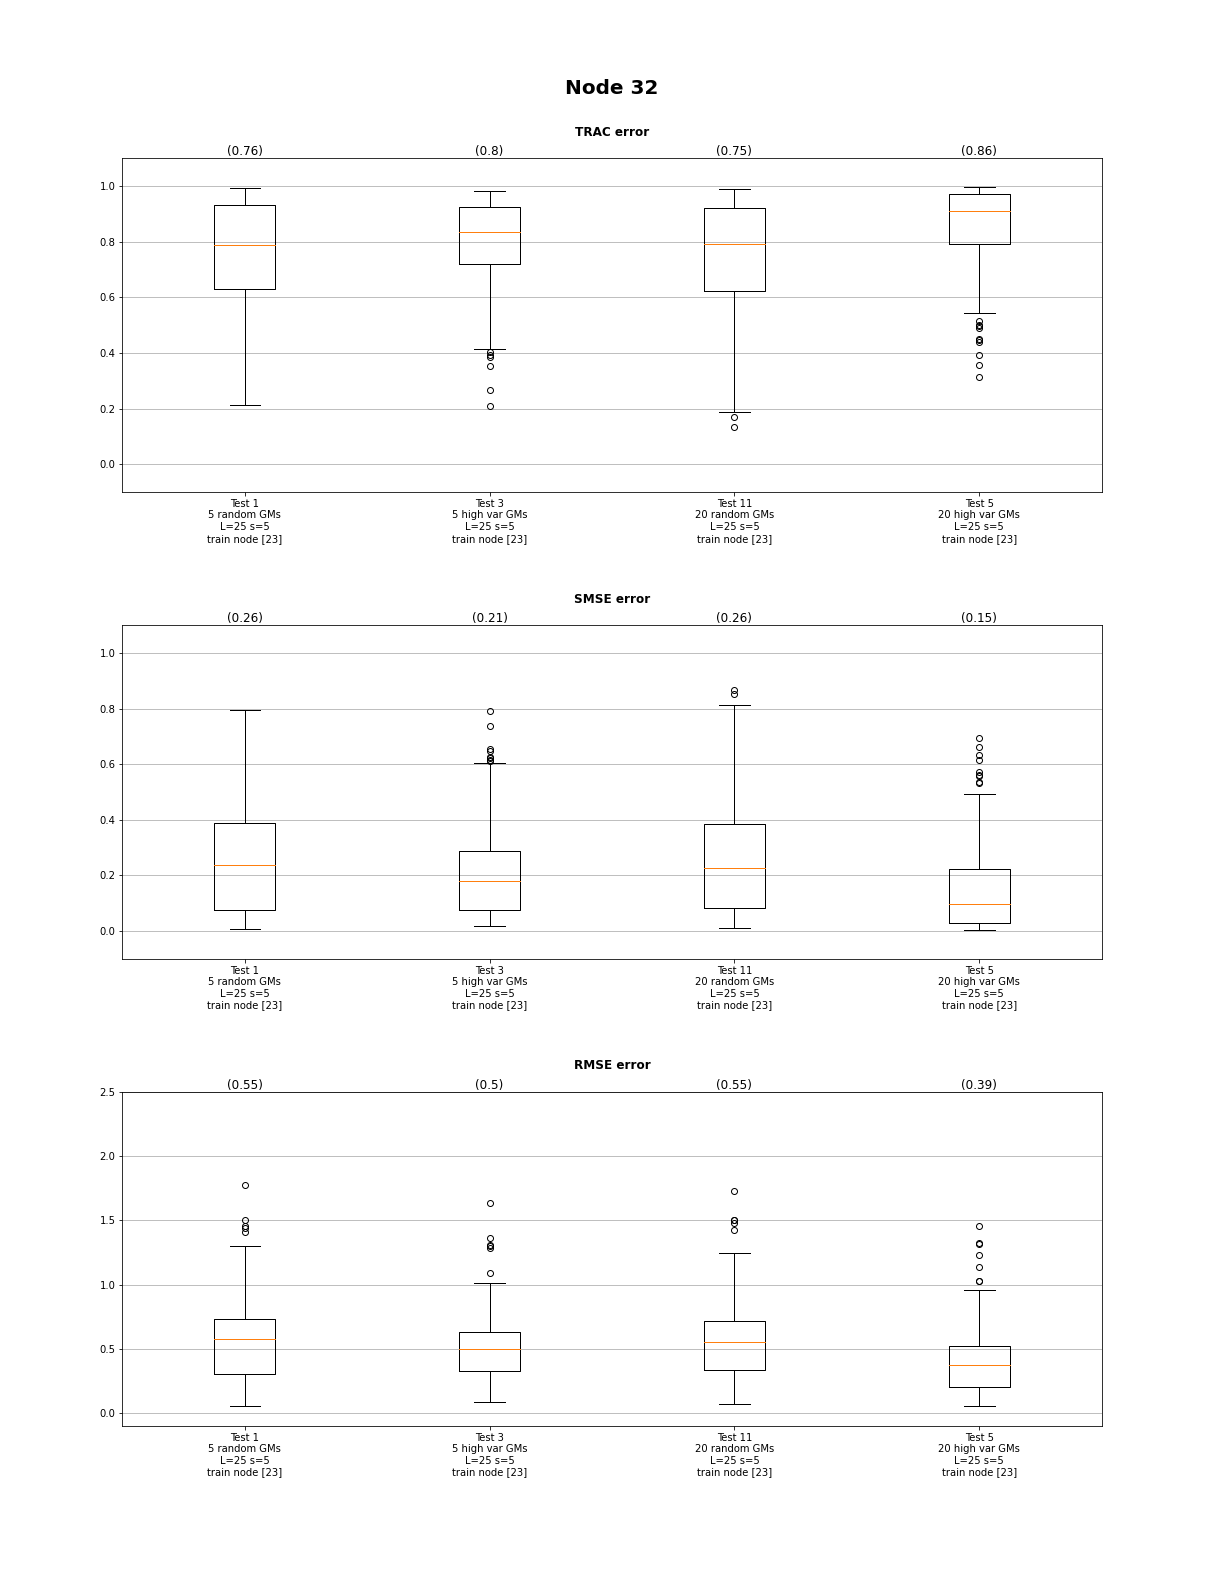 Node 32
TRAC error
(0.76) (0.8) (0.75) (0.86)
1.0
0.8
0.6
0.4
0.2
0.0
Test 1 Test 3 Test 11 Test 5
5 random GMs 5 high var GMs 20 random GMs 20 high var GMs
L=25 s=5 L=25 s=5 L=25 s=5 L=25 s=5
train node [23] train node [23] train node [23] train node [23]
SMSE error
(0.26) (0.21) (0.26) (0.15)
1.0
0.8
0.6
0.4
0.2
0.0
Test 1 Test 3 Test 11 Test 5
5 random GMs 5 high var GMs 20 random GMs 20 high var GMs
L=25 s=5 L=25 s=5 L=25 s=5 L=25 s=5
train node [23] train node [23] train node [23] train node [23]
RMSE error
(0.55) (0.5) (0.55) (0.39)
2.5
2.0
1.5
1.0
0.5
0.0
Test 1 Test 3 Test 11 Test 5
5 random GMs 5 high var GMs 20 random GMs 20 high var GMs
L=25 s=5 L=25 s=5 L=25 s=5 L=25 s=5
train node [23] train node [23] train node [23] train node [23]